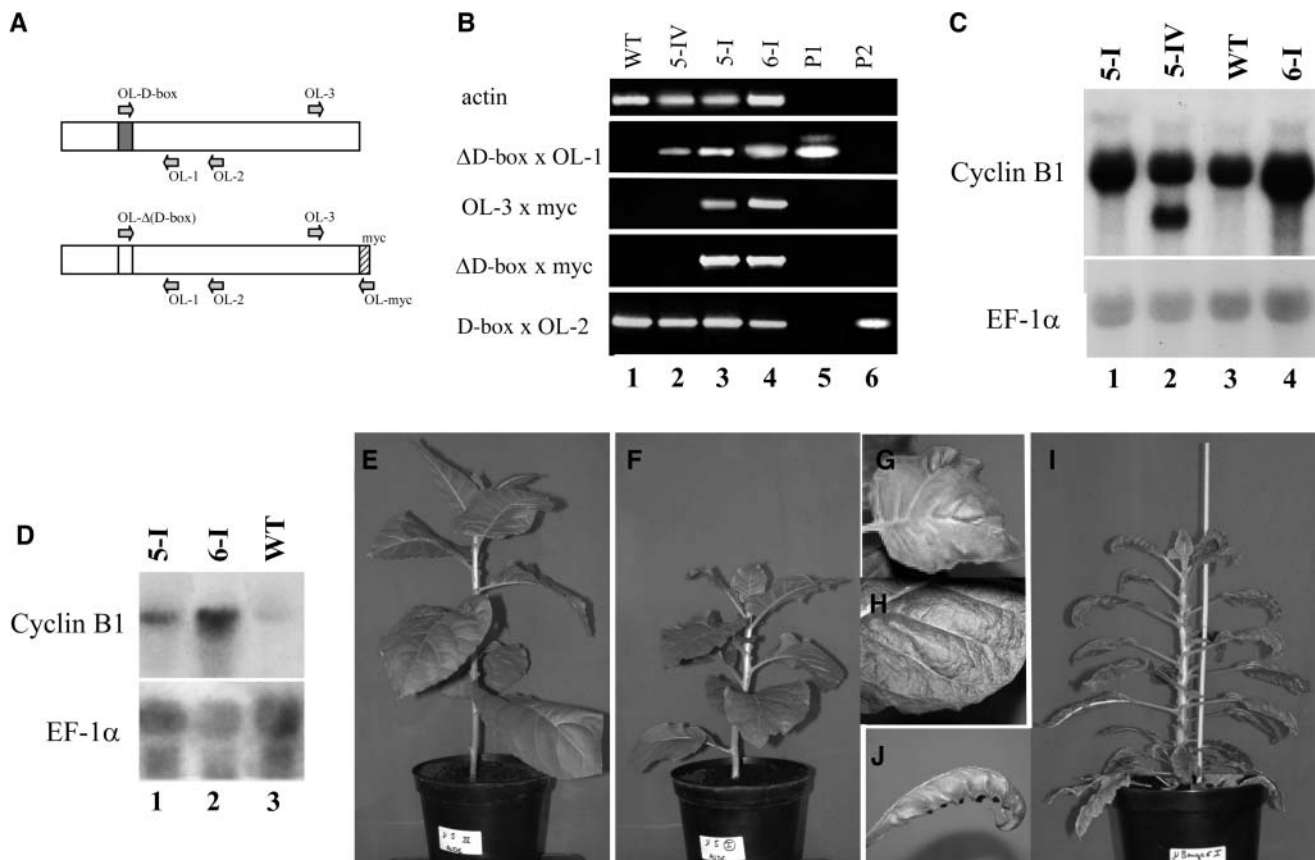 A
OL-D-box
OL-3
OL-1
OL-2
OL-Δ(D-box)
OL-3
myc
OL-1
OL-2
OL-myc
B
WT
5-IV
5-I
6-I
P1
P2
actin
ΔD-box x OL-1
OL-3 x myc
ΔD-box x myc
D-box x OL-2
1 2 3 4 5 6
C
5-I
5-IV
WT
6-I
Cyclin B1
EF-1α
1 2 3 4
D
5-I
6-I
WT
Cyclin B1
EF-1α
1 2 3
E
F
G
H
I
J